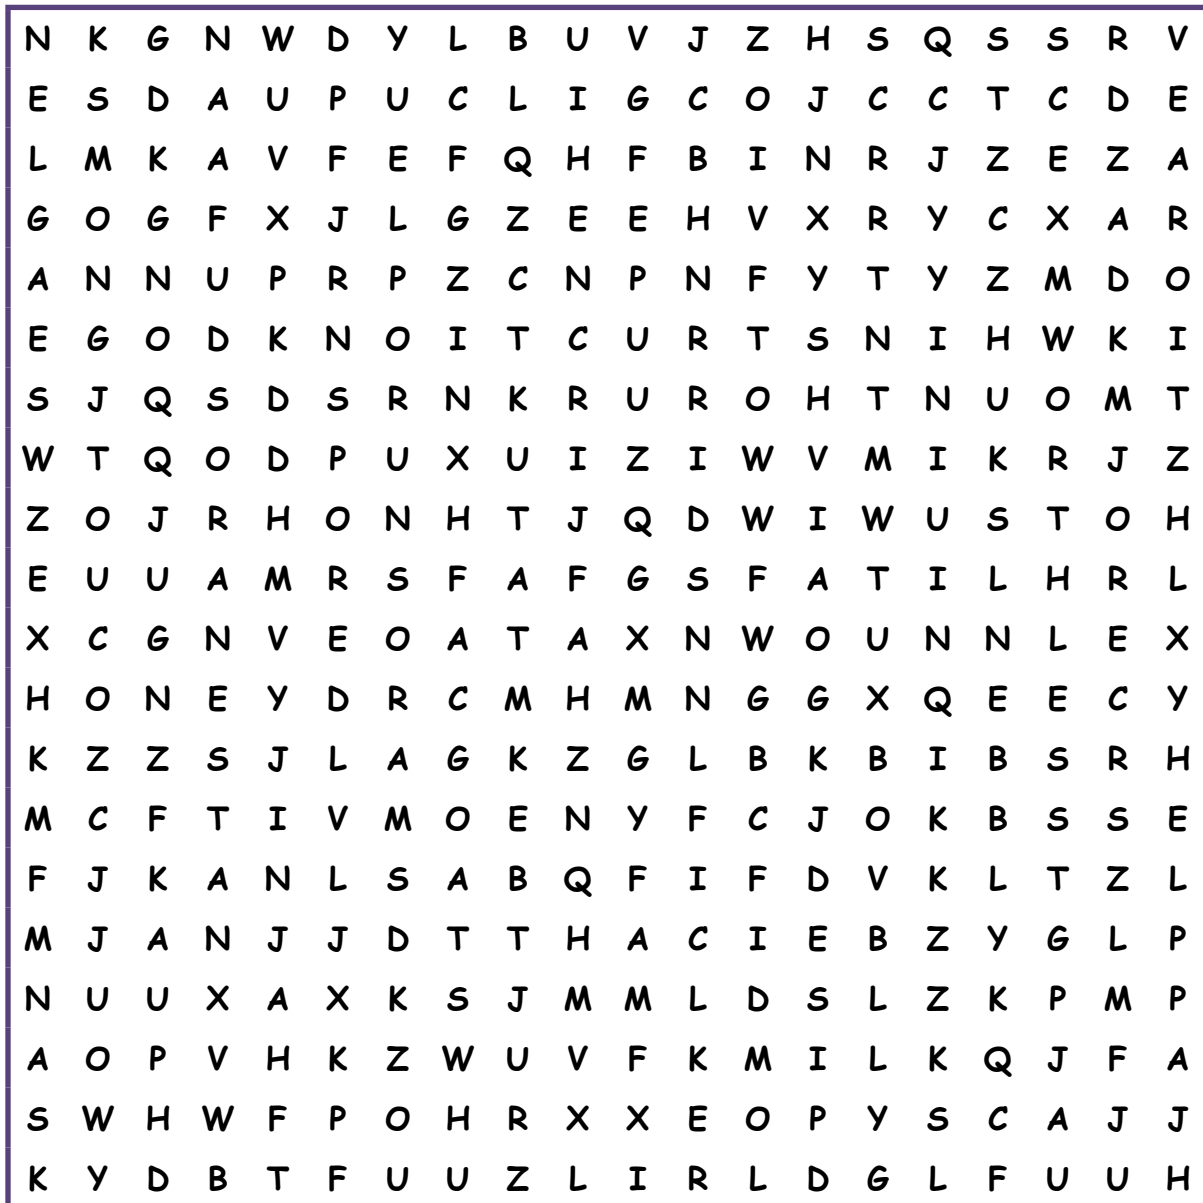 N K G N W D Y L B U V J Z H S Q S S R V
E S D A U P U C L I G C O J C C T C D E
L M K A V F E F Q H F B I N R J Z E Z A
G O G F X J L G Z E E H V X R Y C X A R
A N N U P R P Z C N P N F Y T Y Z M D O
E G O D K N O I T C U R T S N I H W K I
S J Q S D S R N K R U R O H T N U O M T
W T Q O D P U X U I Z I W V M I K R J Z
Z O J R H O N H T J Q D W I W U S T O H
E U U A M R S F A F G S F A T I L H R L
X C G N V E O A T A X N W O U N N L E X
H O N E Y D R C M H M N G G X Q E E C Y
K Z Z S J L A G K Z G L B K B I B S R H
M C F T I V M O E N Y F C J O K B S S E
F J K A N L S A B Q F I F D V K L T Z L
M J A N J J D T T H A C I E B Z Y G L P
N U U X A X K S J M M L D S L Z K P M P
A O P V H K Z W U V F K M I L K Q J F A
S W H W F P O H R X X E O P Y S C A J J
K Y D B T F U U Z L I R L D G L F U U H